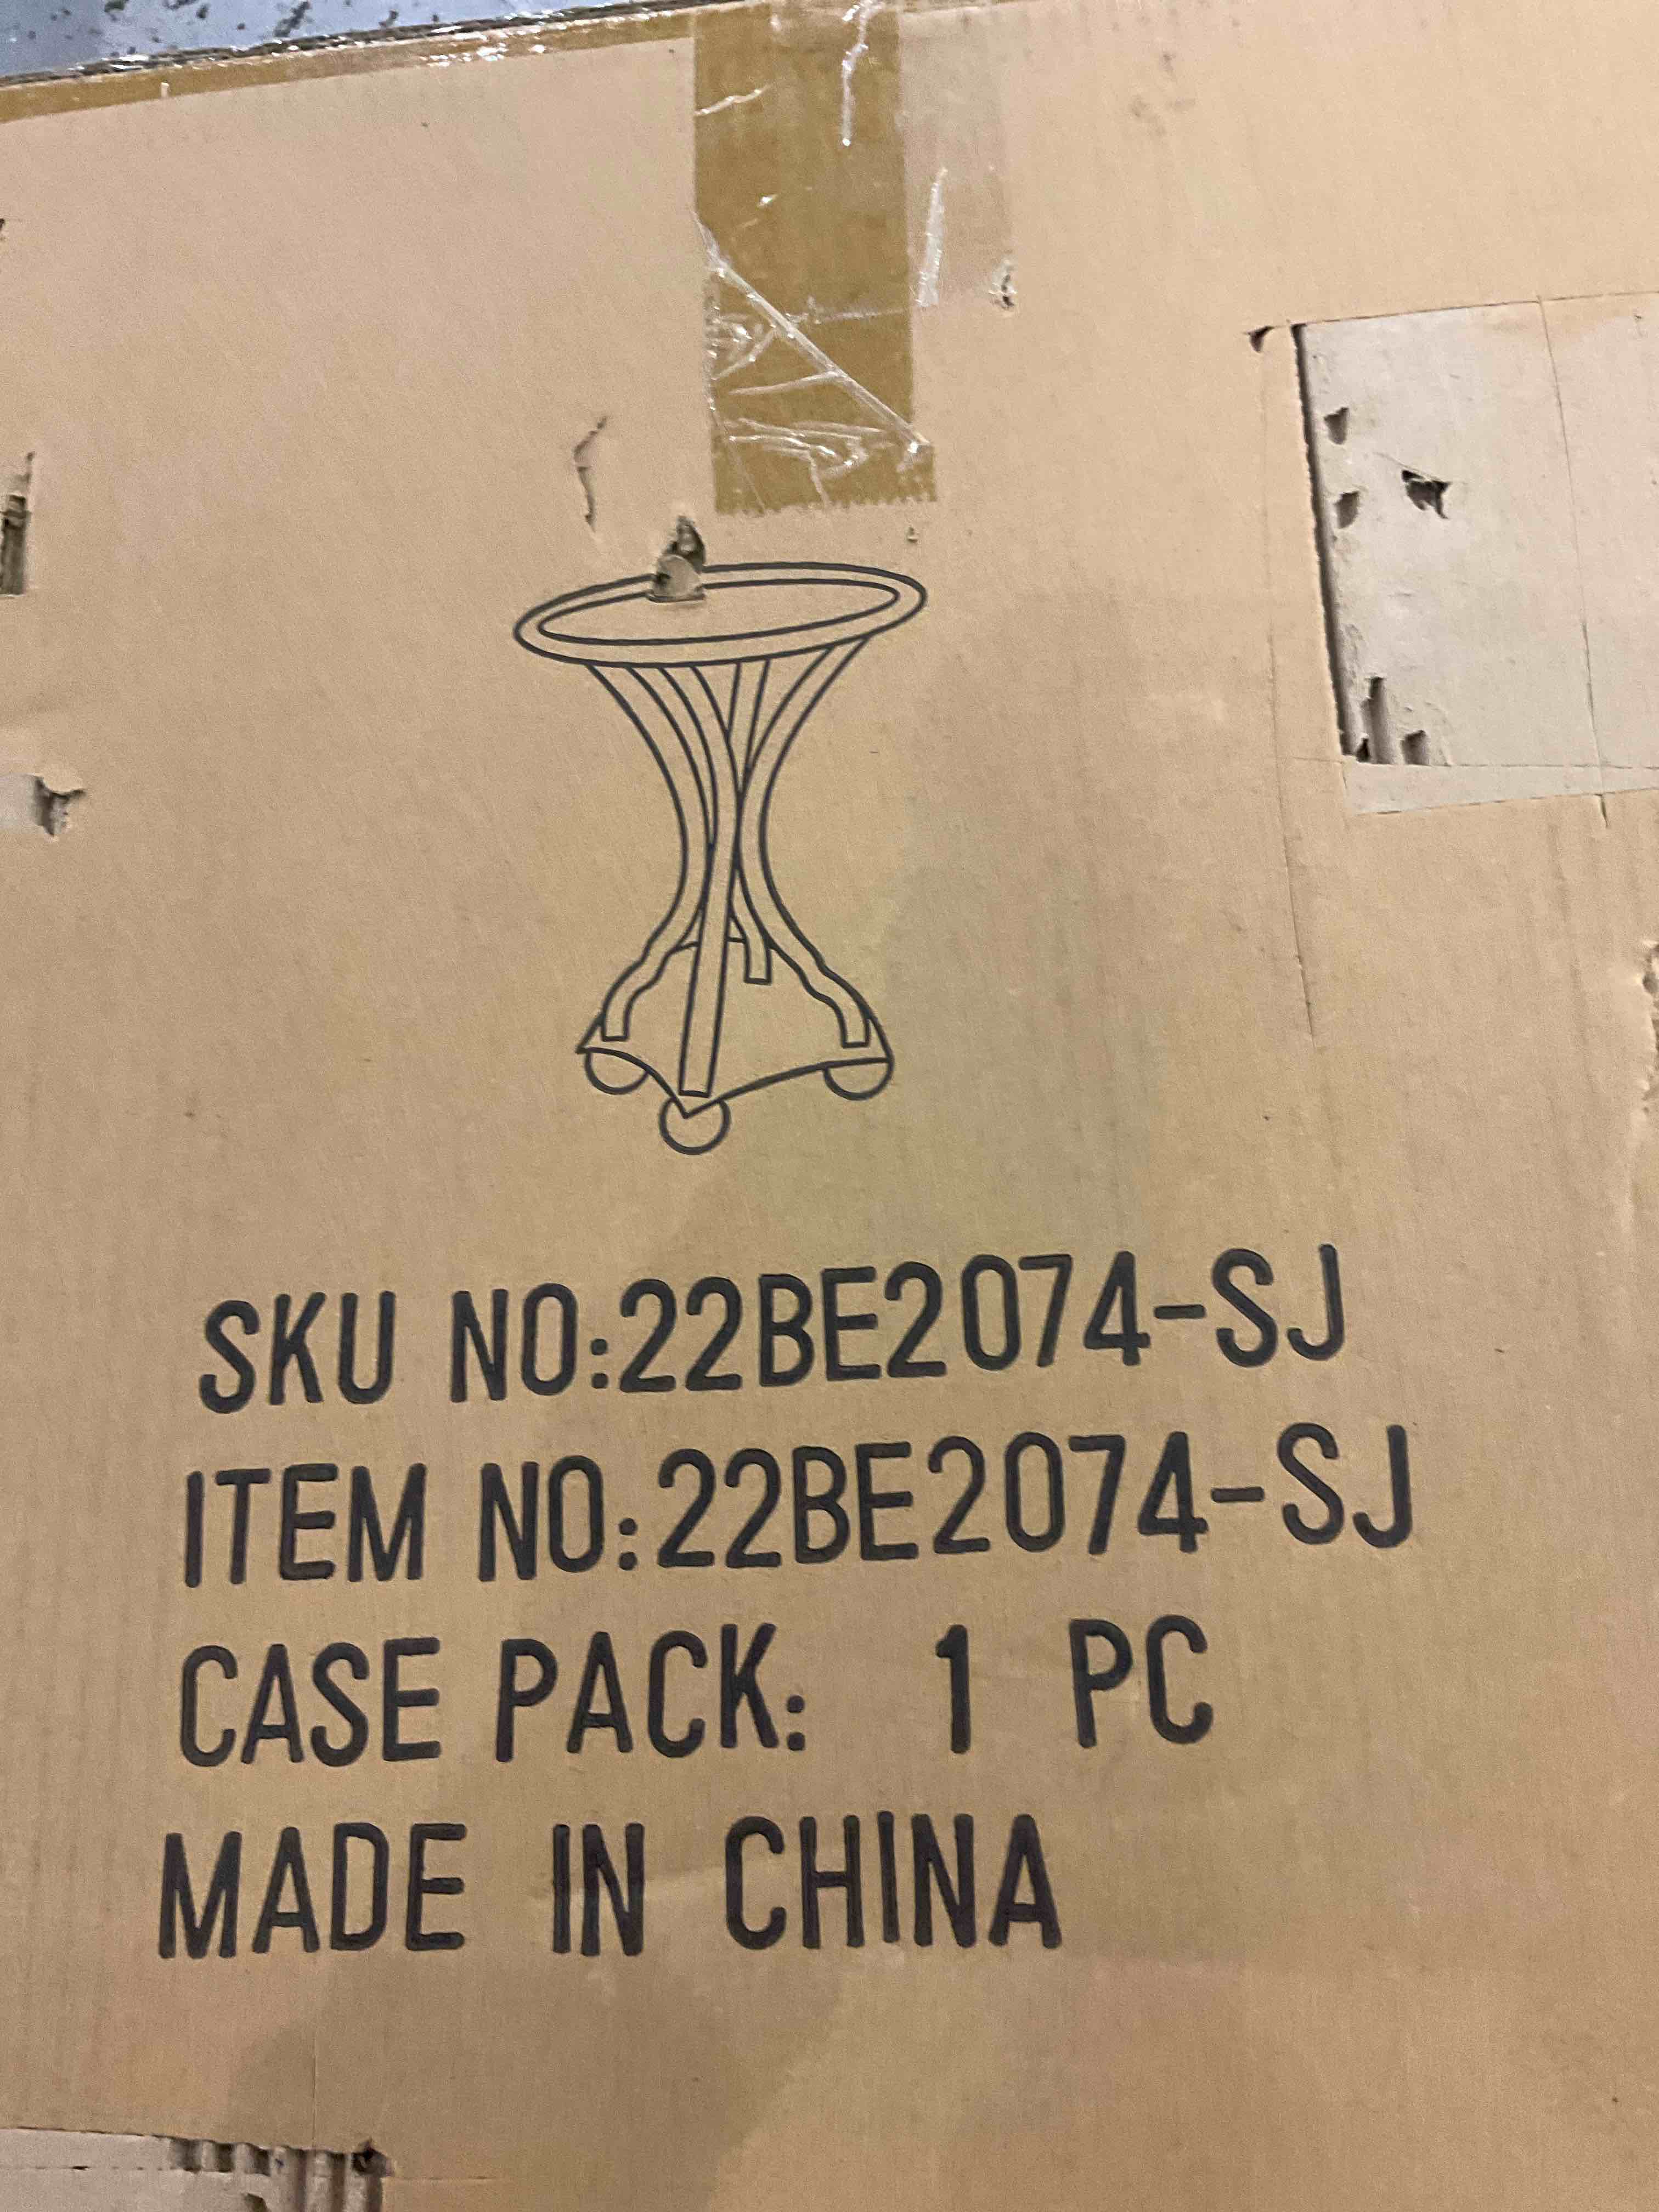 SKU NO:22BE2074-SJ
ITEM NO:22BE2074-SJ
CASE PACK: 1 PC
MADE IN CHINA